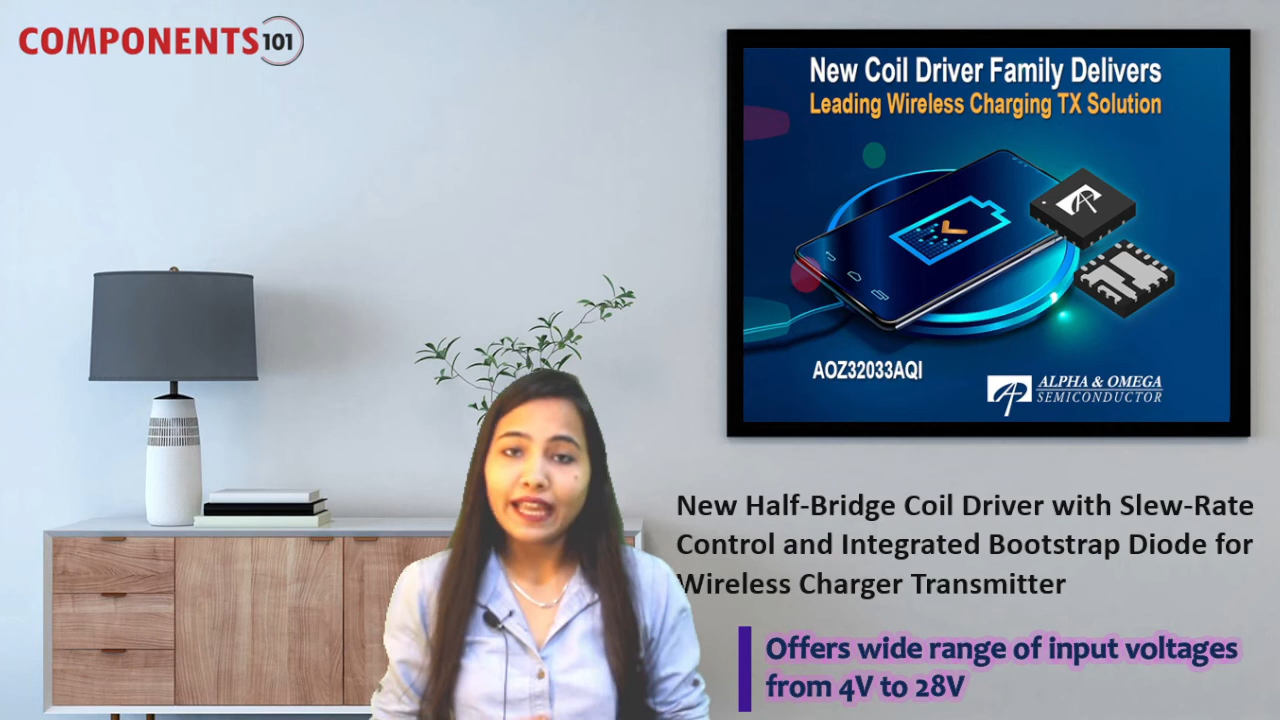 COMPONENTS101
New Coil Driver Family Delivers
Leading Wireless Charging TX Solution
AOZ32033AQI
ALPHA & OMEGA
SEMICONDUCTOR
New Half-Bridge Coil Driver with Slew-Rate
Control and Integrated Bootstrap Diode for
Wireless Charger Transmitter
Offers wide range of input voltages
from 4V to 28V